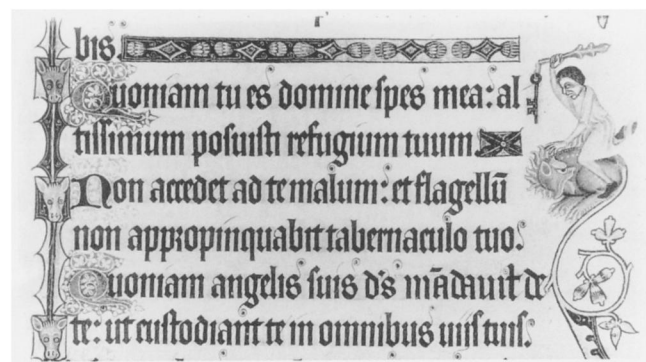 bis.
Quoniam tu es domine spes mea: al
tissimum posuisti refugium tuum.
Non accedet ad te malum: et flagellū
non appropinquabit tabernaculo tuo.
Quoniam angelis suis d's mādauit de
te: ut custodiant te in omnibus uiis tuis.